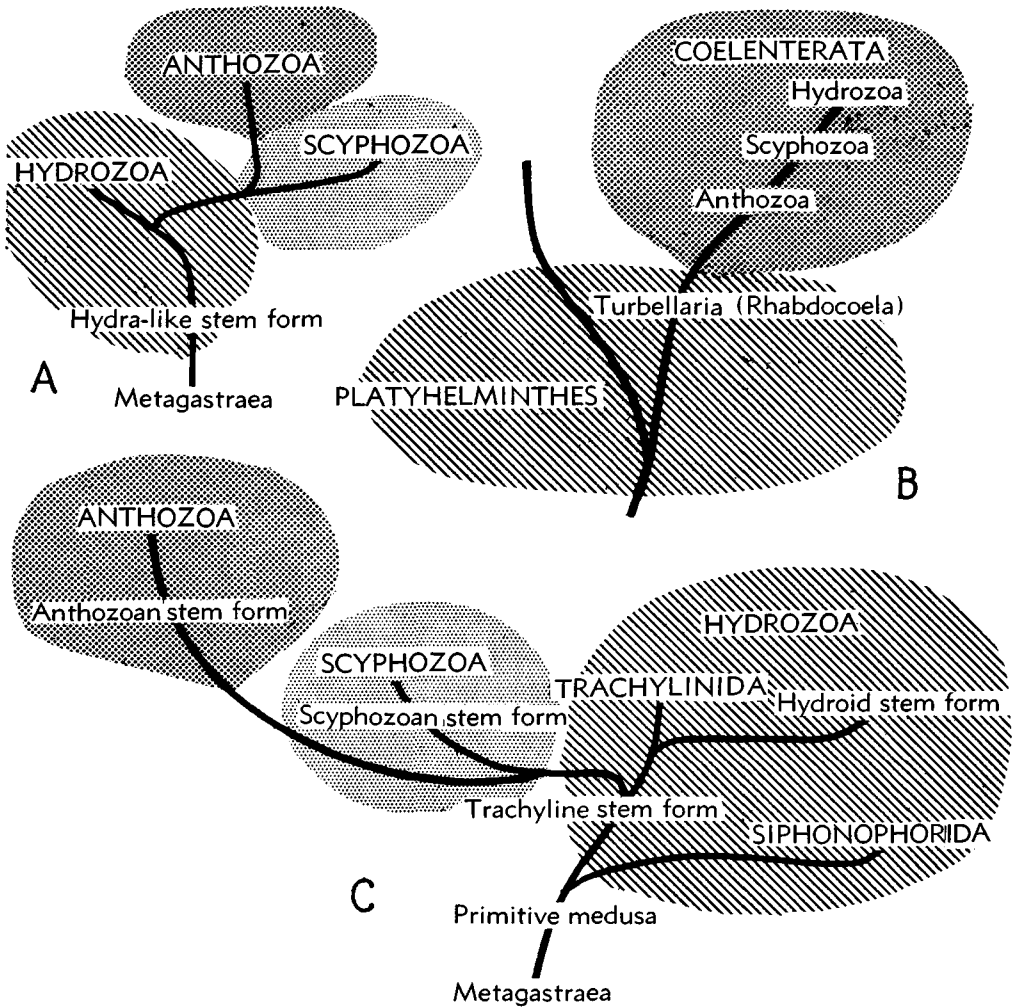 ANTHOZOA
SCYPHOZOA
HYDROZOA
Hydra-like stem form
A
Metagastraea
COELENTERATA
Hydrozoa
Scyphozoa
Anthozoa
Turbellaria (Rhabdocoela)
PLATYHELMINTHES
B
ANTHOZOA
Anthozoan stem form
SCYPHOZOA
Scyphozoan stem form
HYDROZOA
TRACHYLINIDA
Hydroid stem form
Trachyline stem form
SIPHONOPHORIDA
C
Primitive medusa
Metagastraea